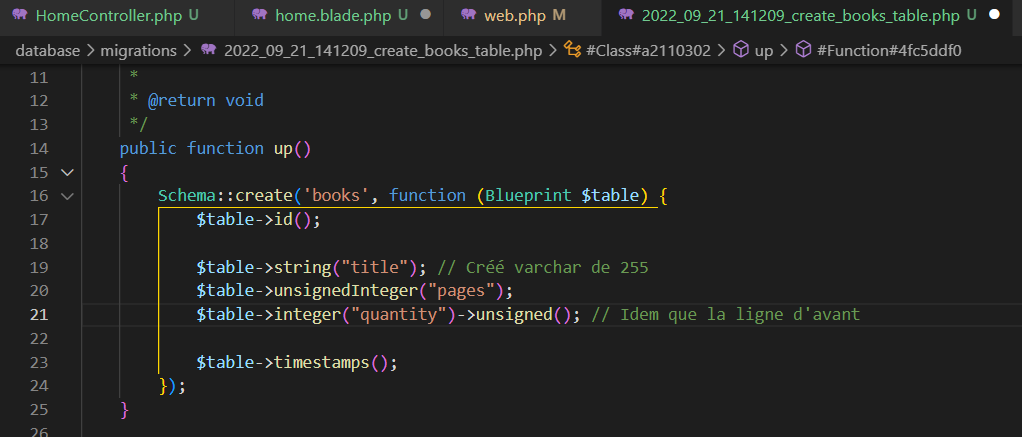 HomeController.php U home.blade.php U web.php M 2022_09_21_141209_create_books_table.php U
database > migrations > 2022_09_21_141209_create_books_table.php > #Class#a2110302 > up > #Function#4fc5ddf0
11 *
12 * @return void
13 */
14 public function up()
15 {
16 Schema::create('books', function (Blueprint $table) {
17 $table->id();
18
19 $table->string("title"); // Créé varchar de 255
20 $table->unsignedInteger("pages");
21 $table->integer("quantity")->unsigned(); // Idem que la ligne d'avant
22
23 $table->timestamps();
24 });
25 }
26